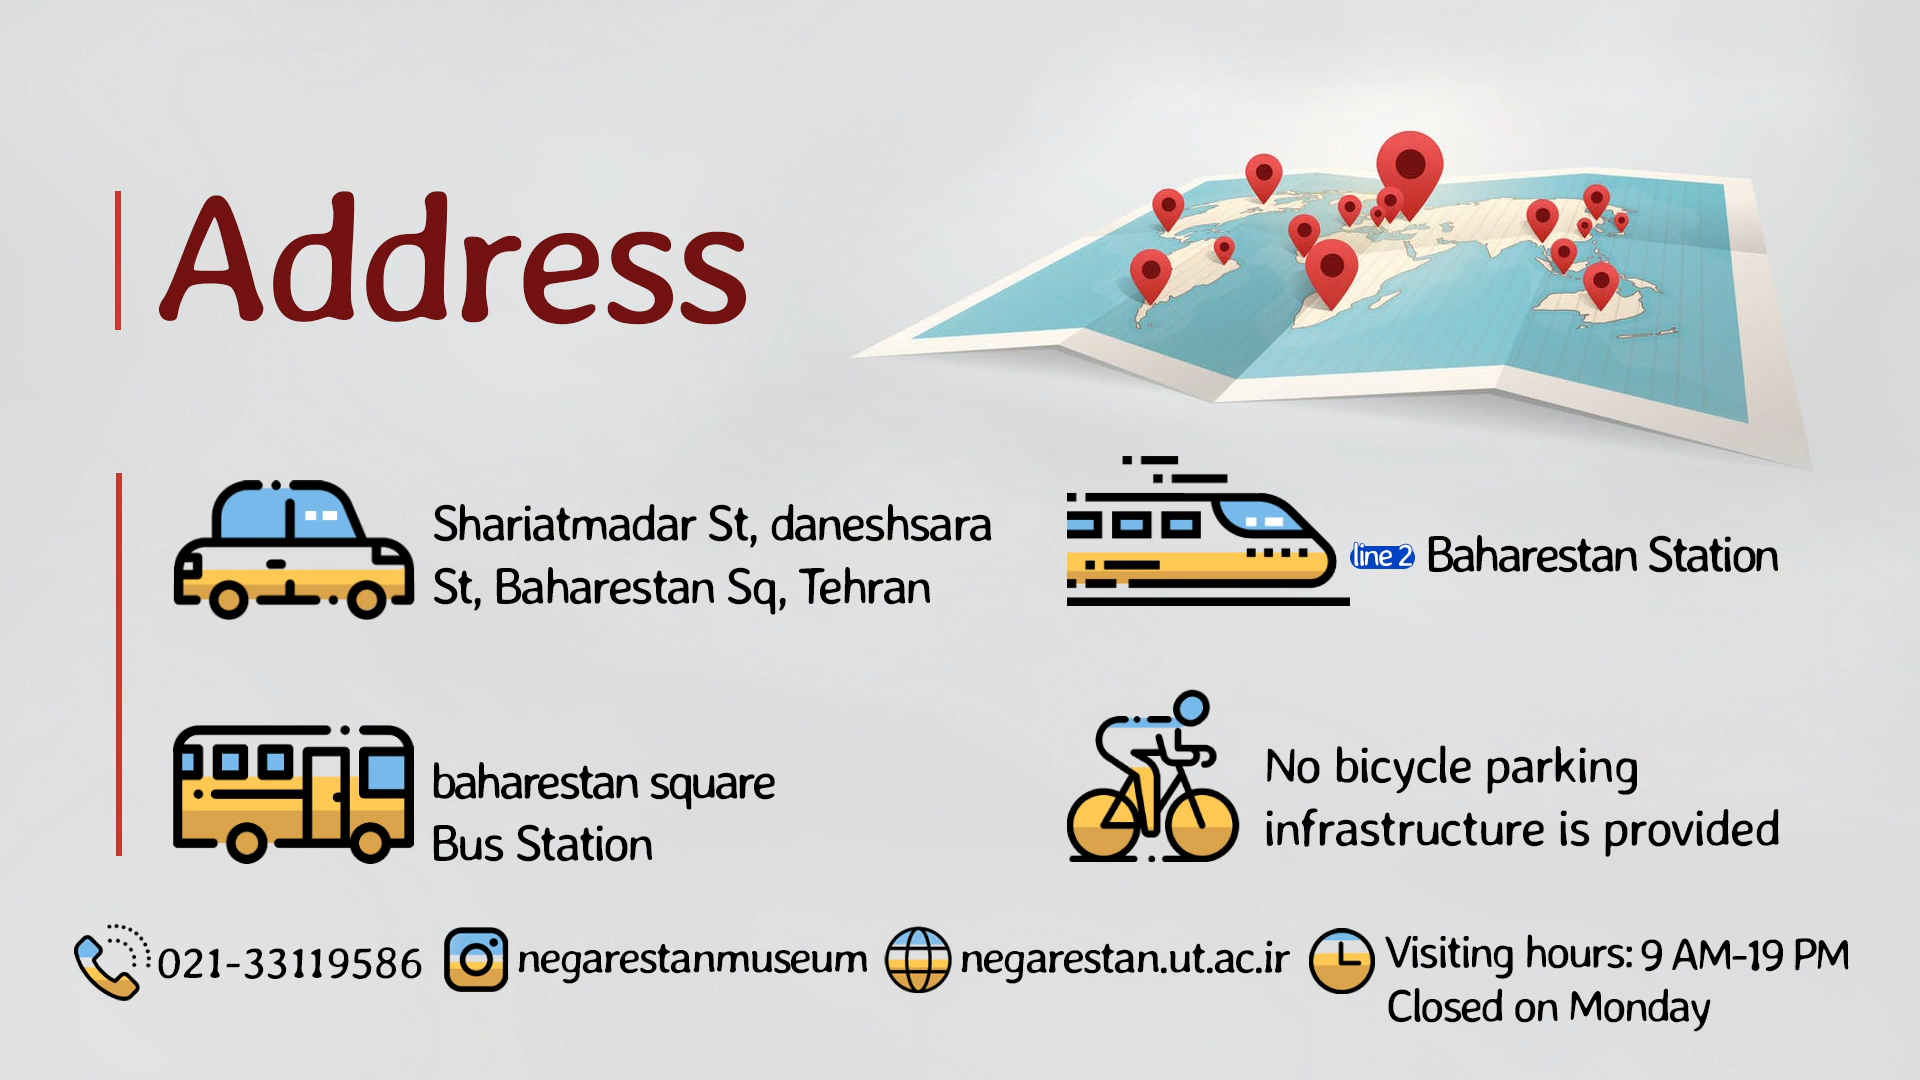 Address
Shariatmadar St, daneshsara
St, Baharestan Sq, Tehran
line 2 Baharestan Station
baharestan square
Bus Station
No bicycle parking
infrastructure is provided
021-33119586
negarestanmuseum
negarestan.ut.ac.ir
Visiting hours: 9 AM-19 PM
Closed on Monday